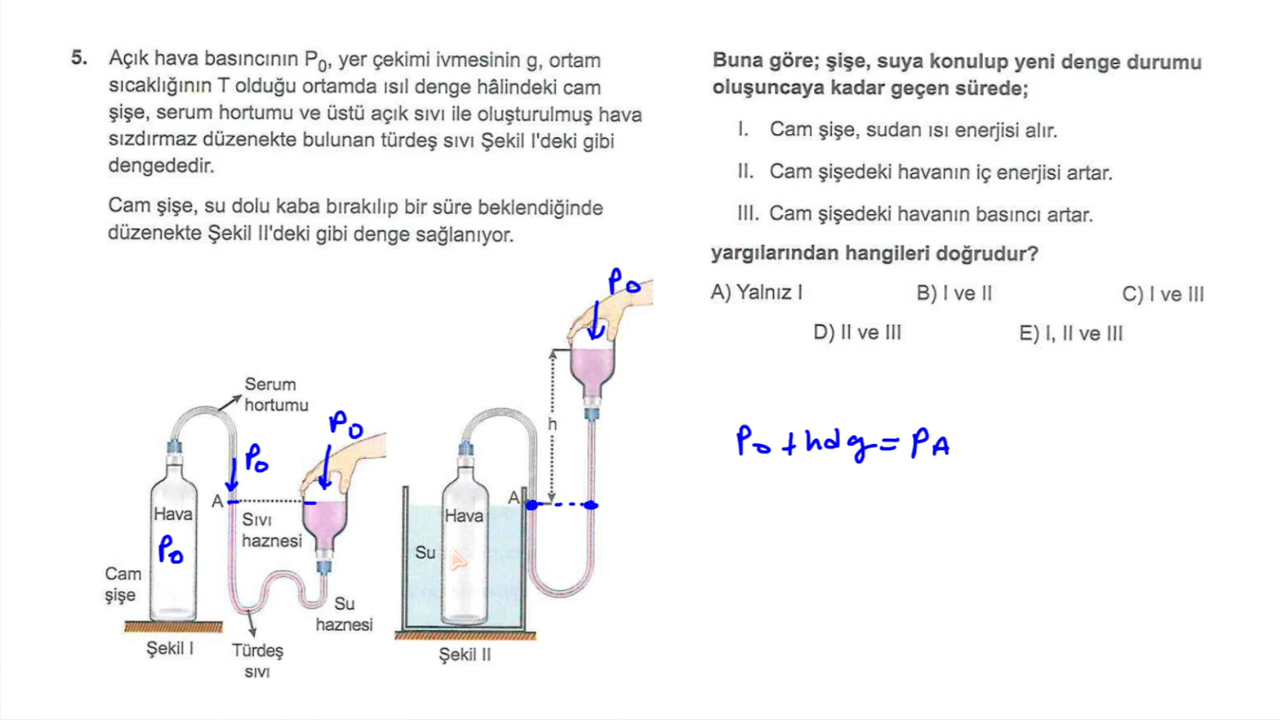 5. Açık hava basıncının P0, yer çekimi ivmesinin g, ortam
sıcaklığının T olduğu ortamda ısıl denge hâlindeki cam
şişe, serum hortumu ve üstü açık sıvı ile oluşturulmuş hava
sızdırmaz düzenekte bulunan türdeş sıvı Şekil I'deki gibi
dengededir.
Cam şişe, su dolu kaba bırakılıp bir süre beklendiğinde
düzenekte Şekil II'deki gibi denge sağlanıyor.
Serum
hortumu
P0
P0
A
Hava
P0
Sıvı
haznesi
Cam
şişe
Su
haznesi
Şekil I
Türdeş
sıvı
P0
h
A
Hava
Su
Şekil II
Buna göre; şişe, suya konulup yeni denge durumu
oluşuncaya kadar geçen sürede;
I. Cam şişe, sudan ısı enerjisi alır.
II. Cam şişedeki havanın iç enerjisi artar.
III. Cam şişedeki havanın basıncı artar.
yargılarından hangileri doğrudur?
A) Yalnız I B) I ve II C) I ve III
D) II ve III E) I, II ve III
P0 + hdg = PA